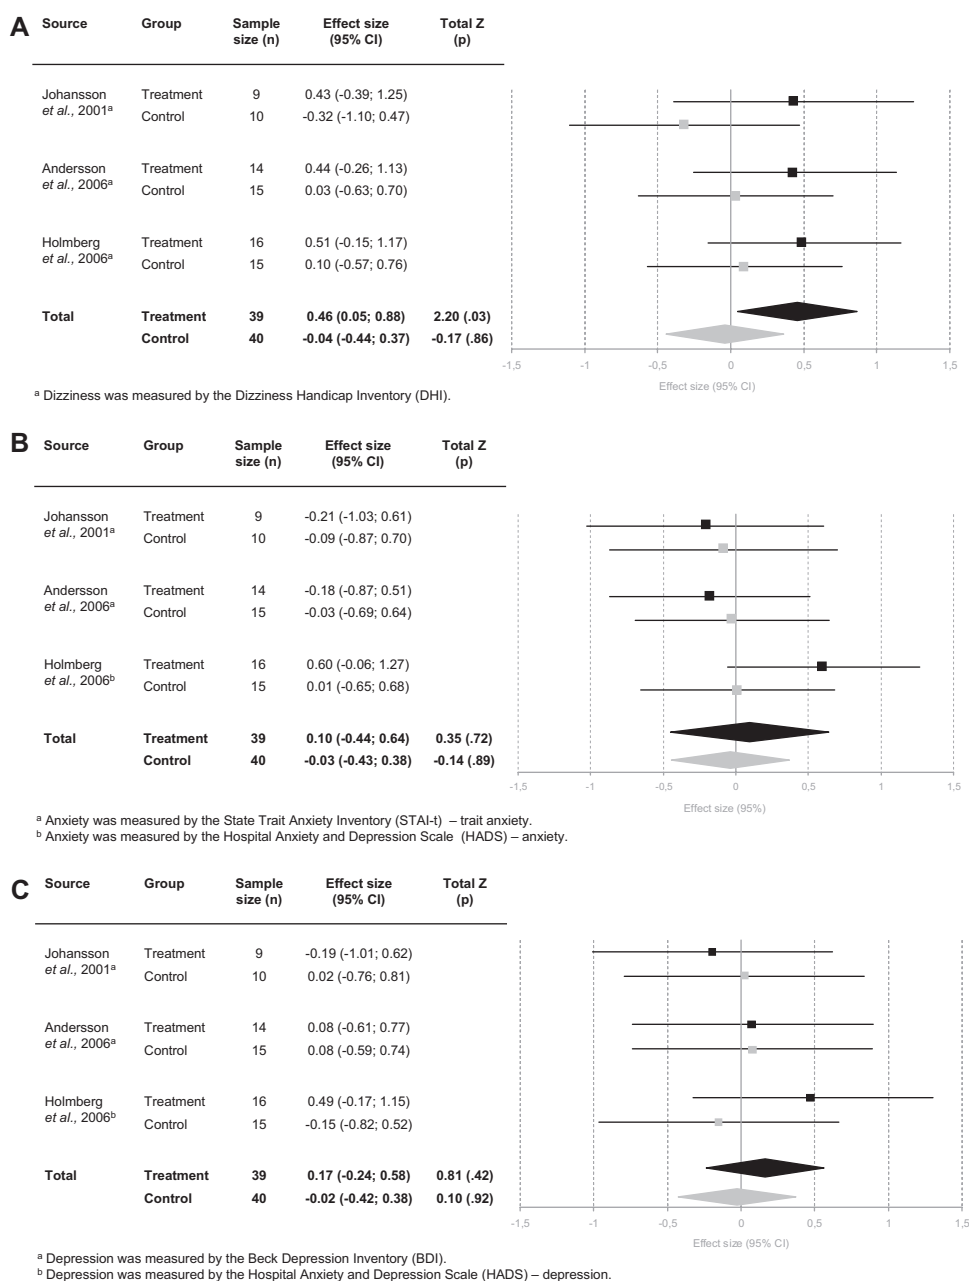 A
Source Group Sample size (n) Effect size (95% CI) Total Z (p)
Johansson et al., 2001a Treatment 9 0.43 (-0.39; 1.25)
Control 10 -0.32 (-1.10; 0.47)
Andersson et al., 2006a Treatment 14 0.44 (-0.26; 1.13)
Control 15 0.03 (-0.63; 0.70)
Holmberg et al., 2006a Treatment 16 0.51 (-0.15; 1.17)
Control 15 0.10 (-0.57; 0.76)
Total Treatment 39 0.46 (0.05; 0.88) 2.20 (.03)
Control 40 -0.04 (-0.44; 0.37) -0.17 (.86)
-1,5 -1 -0,5 0 0,5 1 1,5
Effect size (95% CI)
a Dizziness was measured by the Dizziness Handicap Inventory (DHI).
B
Source Group Sample size (n) Effect size (95% CI) Total Z (p)
Johansson et al., 2001a Treatment 9 -0.21 (-1.03; 0.61)
Control 10 -0.09 (-0.87; 0.70)
Andersson et al., 2006a Treatment 14 -0.18 (-0.87; 0.51)
Control 15 -0.03 (-0.69; 0.64)
Holmberg et al., 2006b Treatment 16 0.60 (-0.06; 1.27)
Control 15 0.01 (-0.65; 0.68)
Total Treatment 39 0.10 (-0.44; 0.64) 0.35 (.72)
Control 40 -0.03 (-0.43; 0.38) -0.14 (.89)
-1,5 -1 -0,5 0 0,5 1 1,5
Effect size (95%)
a Anxiety was measured by the State Trait Anxiety Inventory (STAI-t) – trait anxiety.
b Anxiety was measured by the Hospital Anxiety and Depression Scale (HADS) – anxiety.
C
Source Group Sample size (n) Effect size (95% CI) Total Z (p)
Johansson et al., 2001a Treatment 9 -0.19 (-1.01; 0.62)
Control 10 0.02 (-0.76; 0.81)
Andersson et al., 2006a Treatment 14 0.08 (-0.61; 0.77)
Control 15 0.08 (-0.59; 0.74)
Holmberg et al., 2006b Treatment 16 0.49 (-0.17; 1.15)
Control 15 -0.15 (-0.82; 0.52)
Total Treatment 39 0.17 (-0.24; 0.58) 0.81 (.42)
Control 40 -0.02 (-0.42; 0.38) 0.10 (.92)
-1,5 -1 -0,5 0 0,5 1 1,5
Effect size (95% CI)
a Depression was measured by the Beck Depression Inventory (BDI).
b Depression was measured by the Hospital Anxiety and Depression Scale (HADS) – depression.